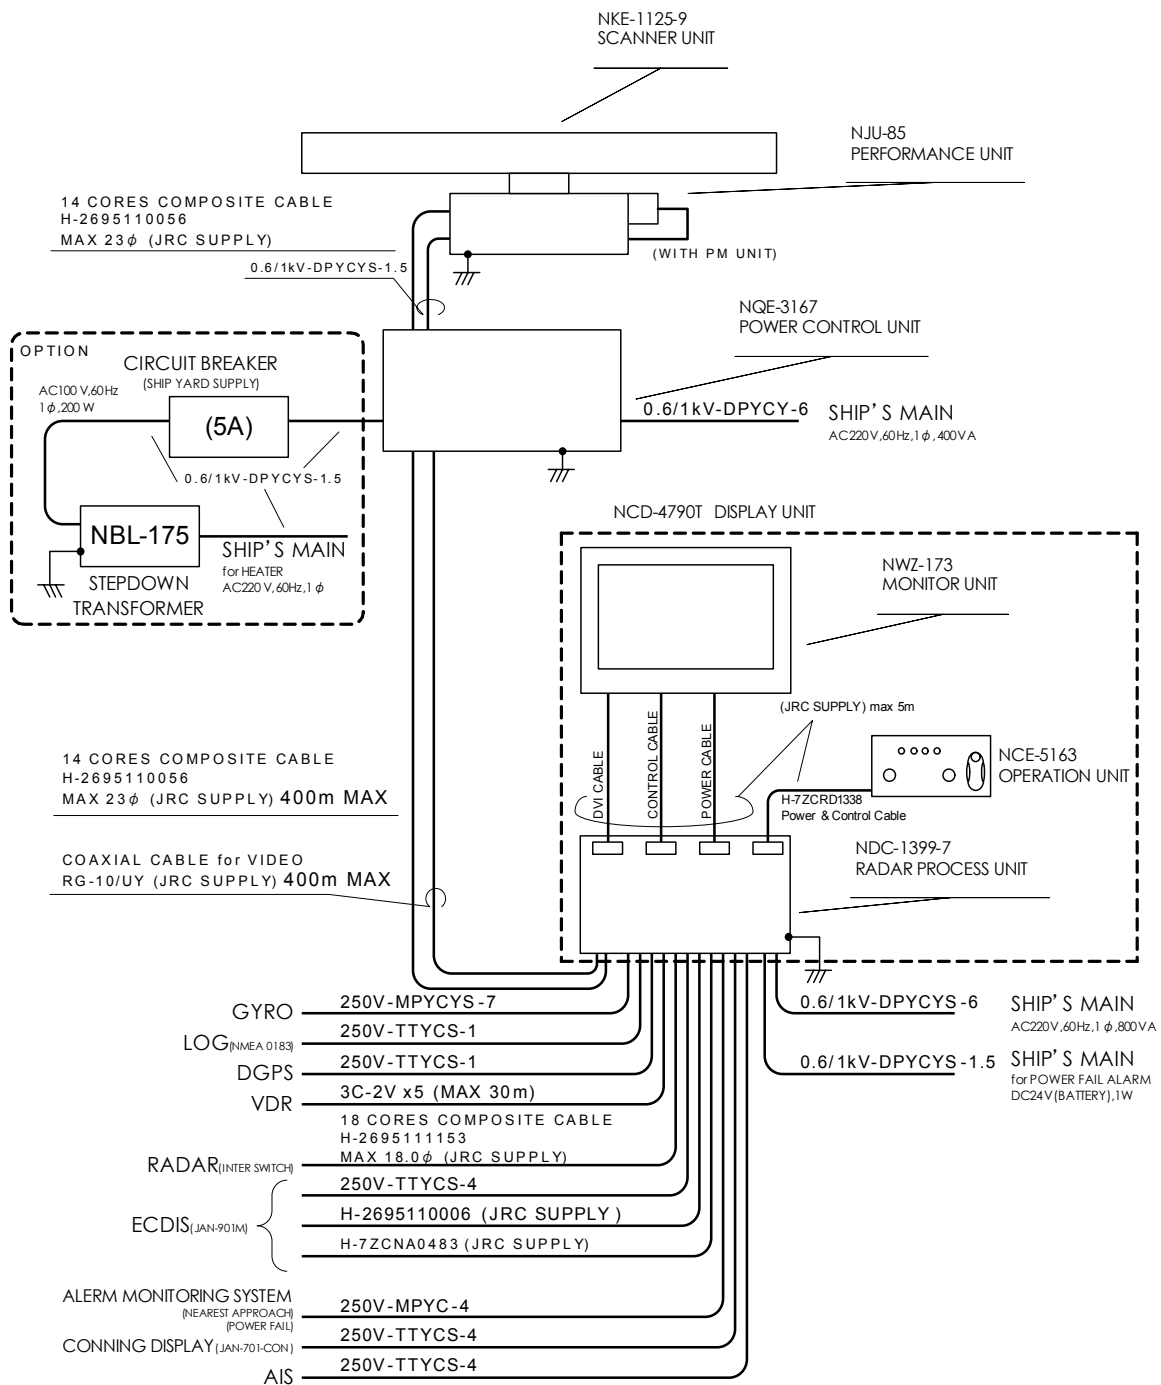 NKE-1125-9
SCANNER UNIT
NJU-85
PERFORMANCE UNIT
14 CORES COMPOSITE CABLE
H-2695110056
MAX 23φ (JRC SUPPLY)
(WITH PM UNIT)
0.6/1kV-DPYCYS-1.5
NQE-3167
POWER CONTROL UNIT
OPTION
CIRCUIT BREAKER
(SHIP YARD SUPPLY)
AC100 V,60Hz
1φ,200 W
(5A)
0.6/1kV-DPYCY-6
SHIP'S MAIN
AC220V,60Hz,1φ,400VA
0.6/1kV-DPYCYS-1.5
NBL-175
SHIP'S MAIN
for HEATER
AC220 V,60Hz,1φ
STEPDOWN
TRANSFORMER
NCD-4790T DISPLAY UNIT
NWZ-173
MONITOR UNIT
(JRC SUPPLY) max 5m
DVI CABLE
CONTROL CABLE
POWER CABLE
NCE-5163
OPERATION UNIT
H-7ZCRD1338
Power & Control Cable
14 CORES COMPOSITE CABLE
H-2695110056
MAX 23φ (JRC SUPPLY) 400m MAX
NDC-1399-7
RADAR PROCESS UNIT
COAXIAL CABLE for VIDEO
RG-10/UY (JRC SUPPLY) 400m MAX
GYRO
250V-MPYCYS-7
LOG(NMEA 0183)
250V-TTYCS-1
DGPS
250V-TTYCS-1
VDR
3C-2V x5 (MAX 30m)
0.6/1kV-DPYCYS-6
SHIP'S MAIN
AC220V,60Hz,1φ,800VA
0.6/1kV-DPYCYS-1.5
SHIP'S MAIN
for POWER FAIL ALARM
DC24V(BATTERY),1W
18 CORES COMPOSITE CABLE
H-2695111153
MAX 18.0φ (JRC SUPPLY)
RADAR(INTER SWITCH)
250V-TTYCS-4
ECDIS(JAN-901M)
H-2695110006 (JRC SUPPLY )
H-7ZCNA0483 (JRC SUPPLY)
ALERM MONITORING SYSTEM
(NEAREST APPROACH)
(POWER FAIL)
250V-MPYC-4
CONNING DISPLAY(JAN-701-CON)
250V-TTYCS-4
AIS
250V-TTYCS-4